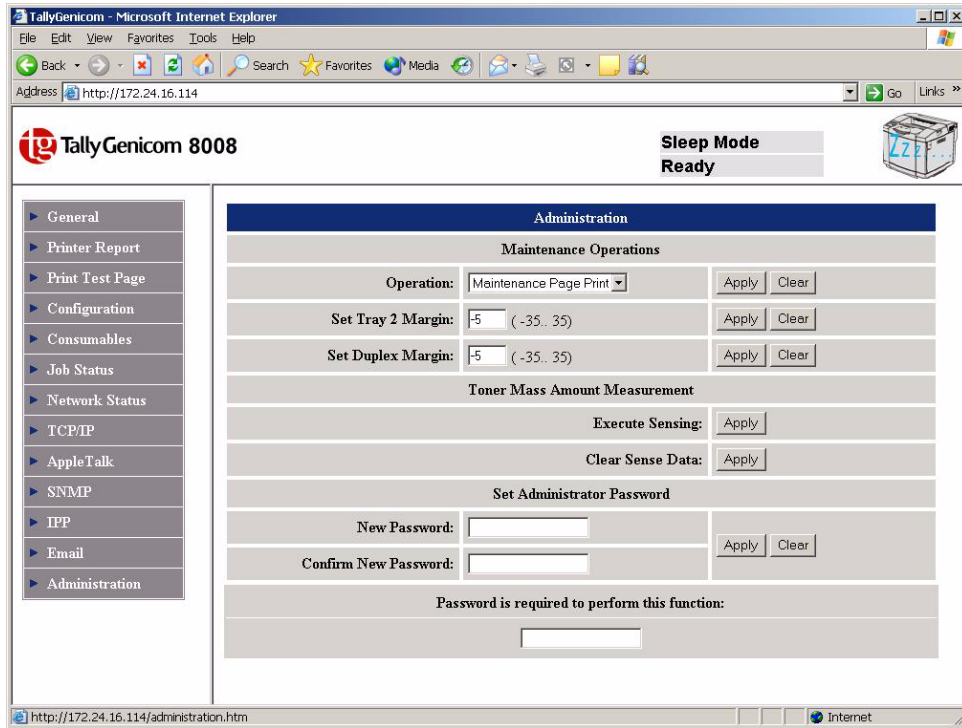 TallyGenicom - Microsoft Internet Explorer
File Edit View Favorites Tools Help
Back Search Favorites Media
Address http://172.24.16.114 Go Links »
tg TallyGenicom 8008
Sleep Mode
Ready
Zzz....
General
Printer Report
Print Test Page
Configuration
Consumables
Job Status
Network Status
TCP/IP
AppleTalk
SNMP
IPP
Email
Administration
Administration
Maintenance Operations
Operation: Maintenance Page Print Apply Clear
Set Tray 2 Margin: -5 ( -35.. 35) Apply Clear
Set Duplex Margin: -5 ( -35.. 35) Apply Clear
Toner Mass Amount Measurement
Execute Sensing: Apply
Clear Sense Data: Apply
Set Administrator Password
New Password:
Confirm New Password:
Apply Clear
Password is required to perform this function:
http://172.24.16.114/administration.htm Internet